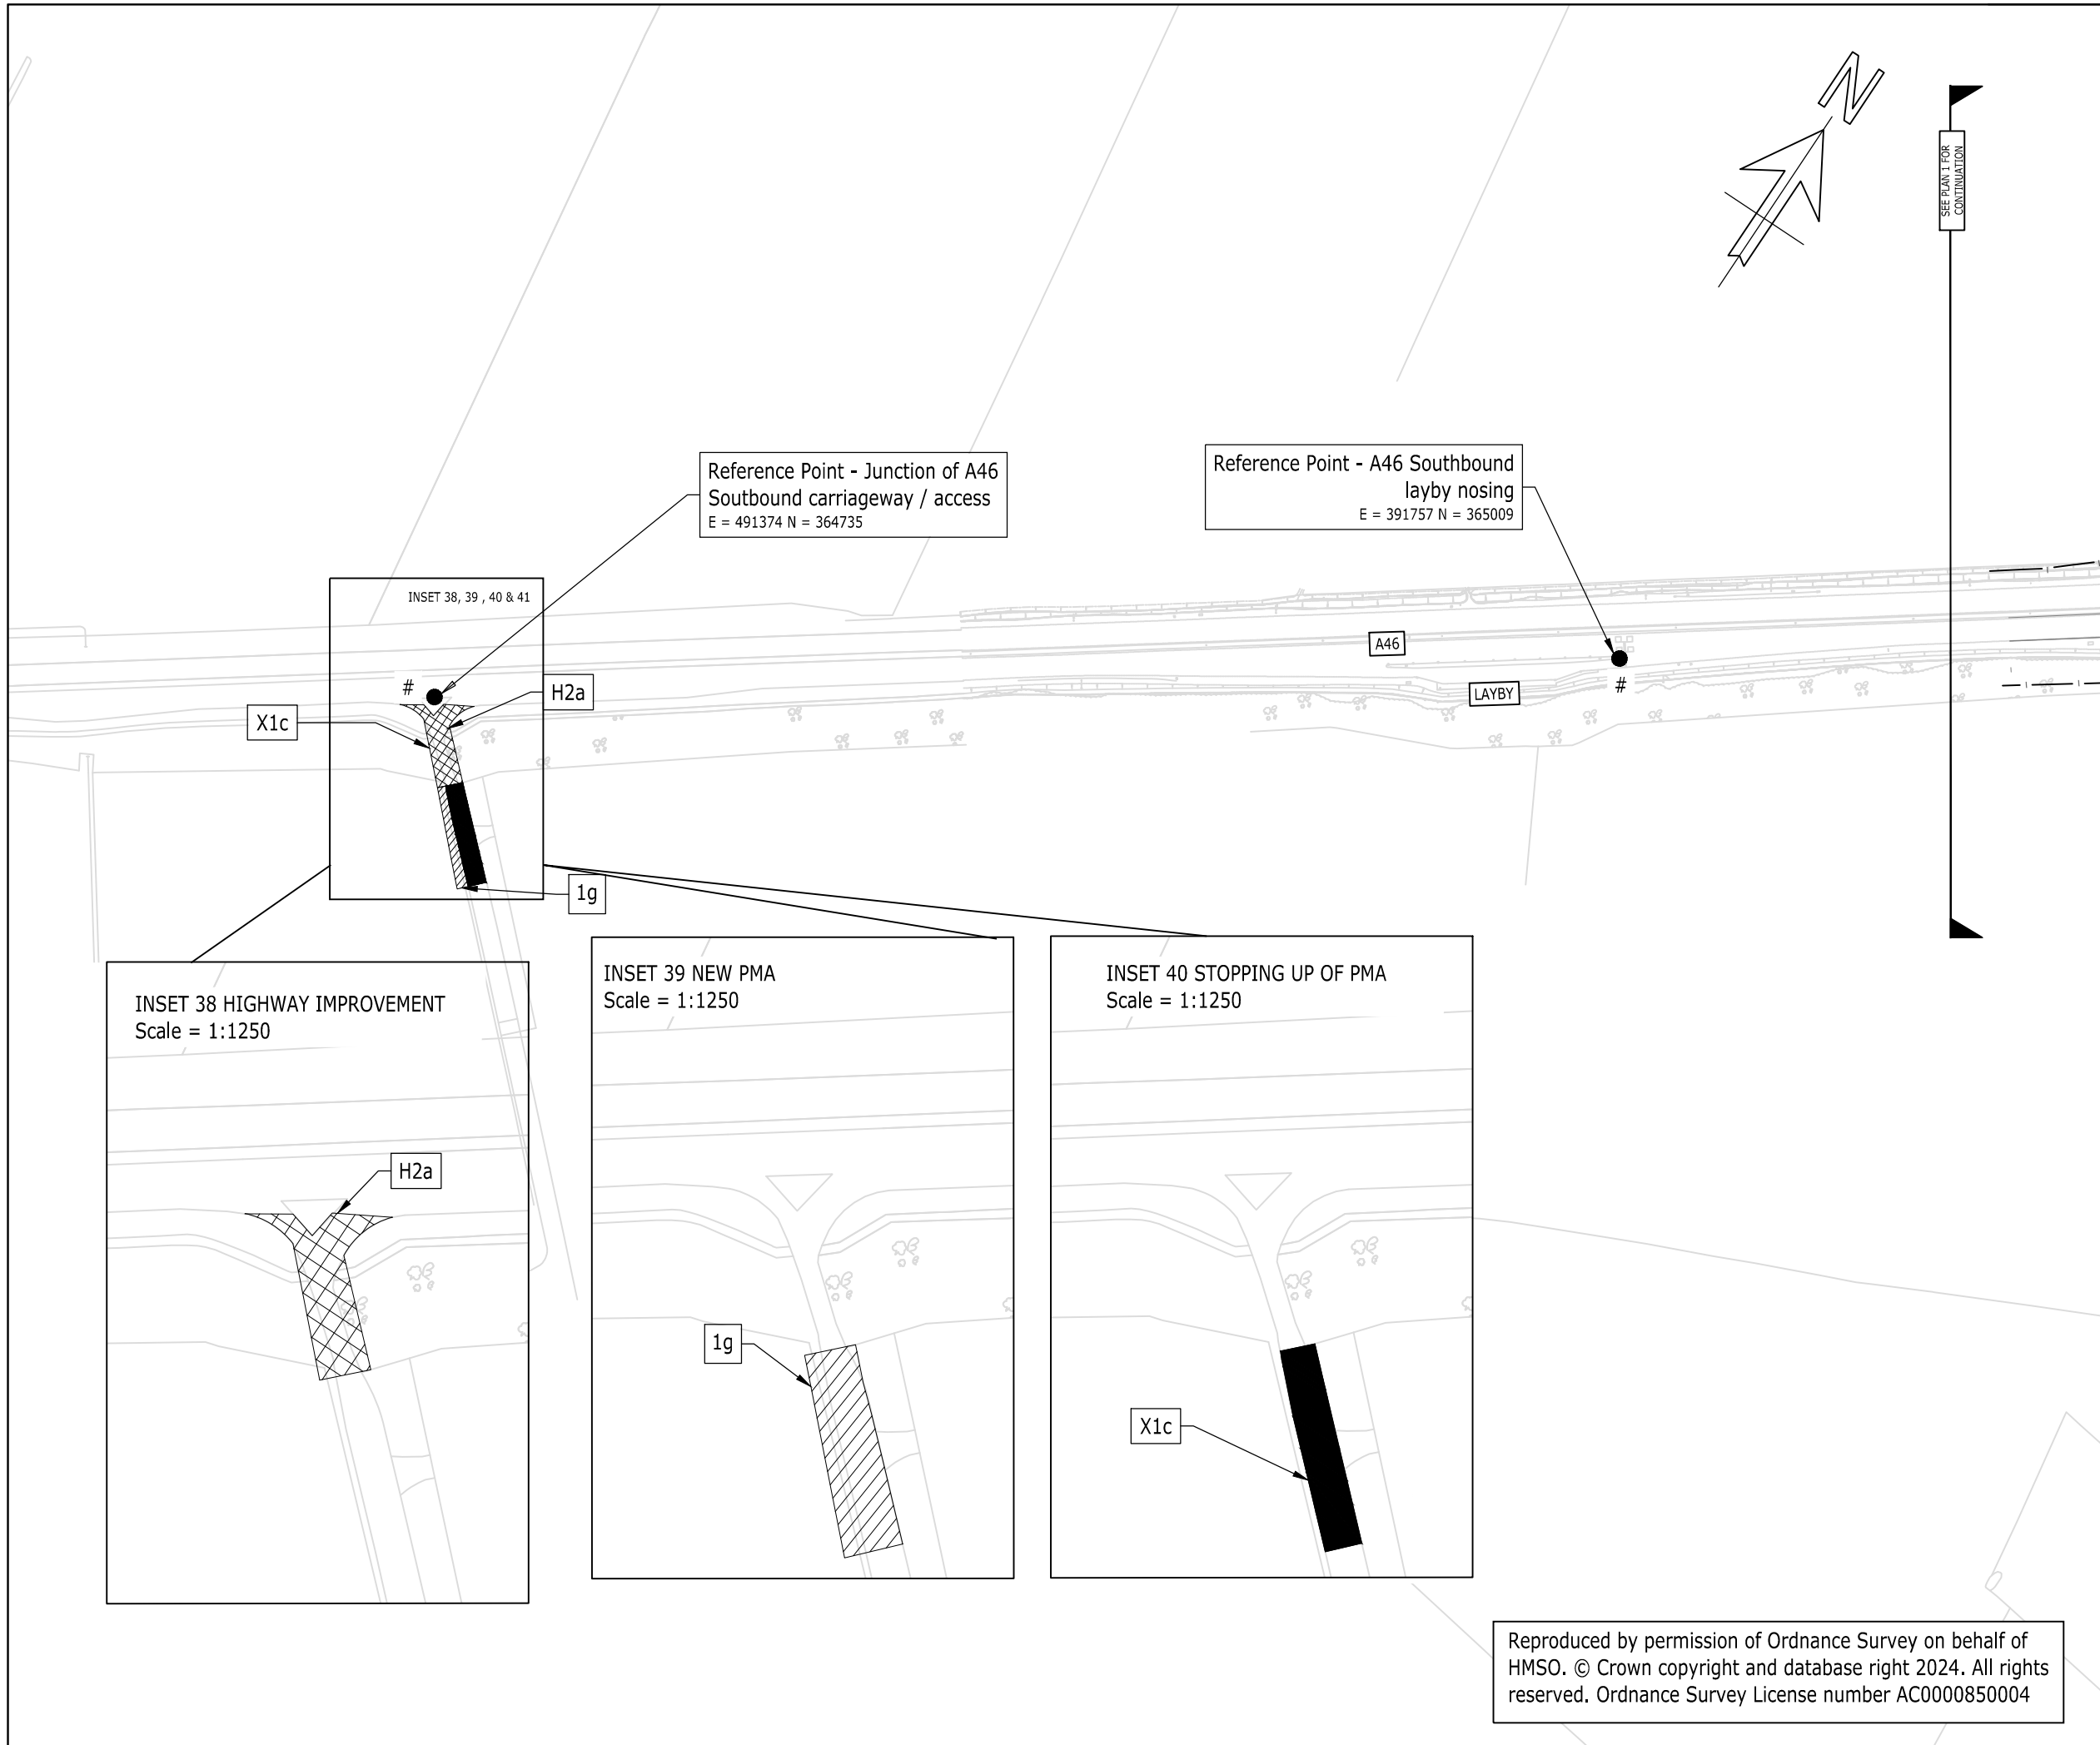 N
SEE PLAN 1 FOR
CONTINUATION
Reference Point - Junction of A46
Soutbound carriageway / access
E = 491374 N = 364735
Reference Point - A46 Southbound
layby nosing
E = 391757 N = 365009
INSET 38, 39 , 40 & 41
A46
#
H2a
#
LAYBY
X1c
1g
INSET 38 HIGHWAY IMPROVEMENT
Scale = 1:1250
H2a
INSET 39 NEW PMA
Scale = 1:1250
1g
INSET 40 STOPPING UP OF PMA
Scale = 1:1250
X1c
Reproduced by permission of Ordnance Survey on behalf of
HMSO. © Crown copyright and database right 2024. All rights
reserved. Ordnance Survey License number AC0000850004